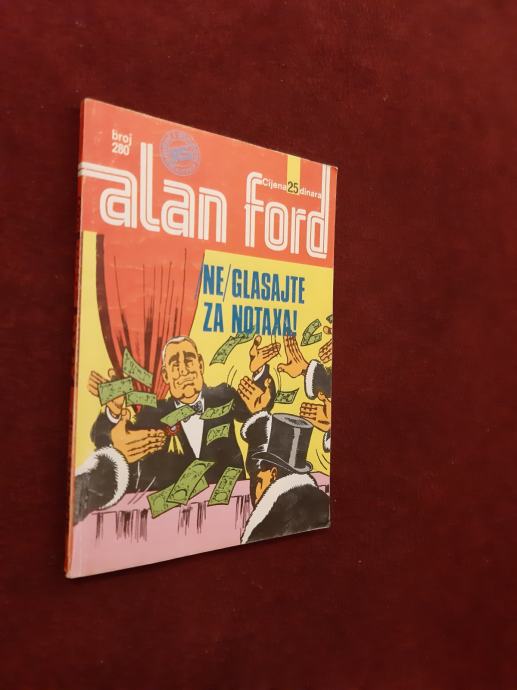 broj
280
Cijena 25 dinara
alan ford
NE/GLASAJTE
ZA NOTAXA!